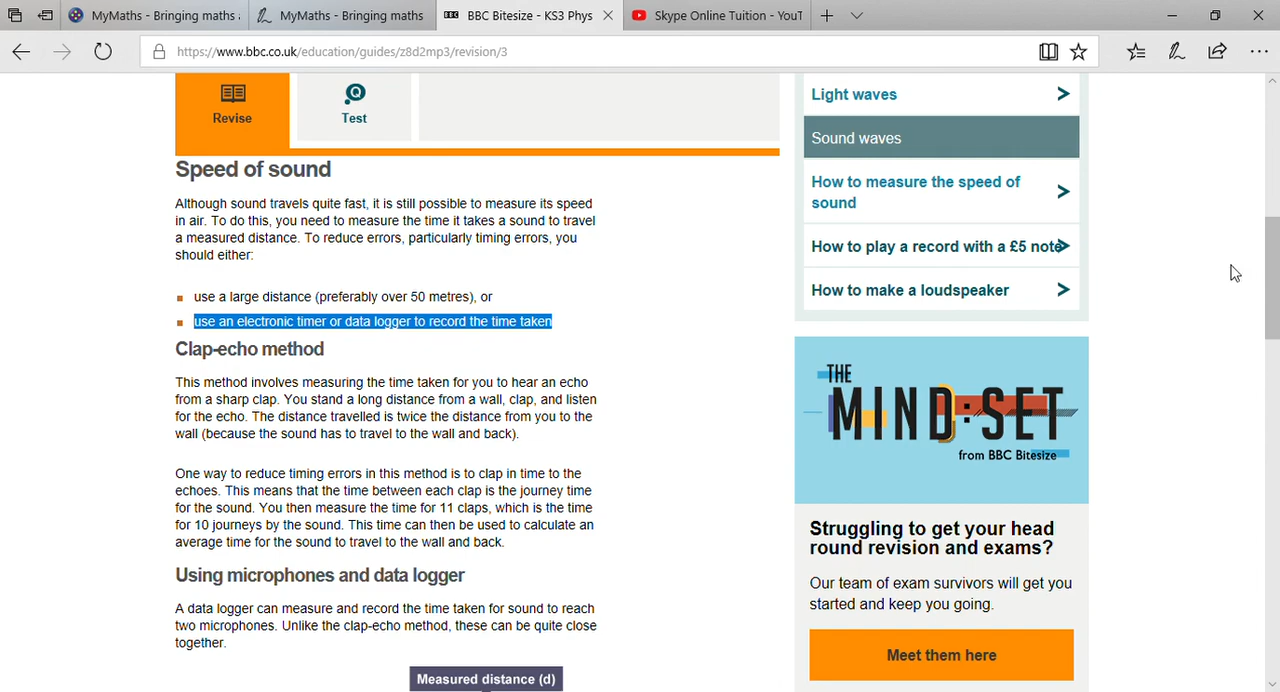 MyMaths - Bringing maths a
MyMaths - Bringing maths
BBC Bitesize - KS3 Phys
Skype Online Tuition - YouT
https://www.bbc.co.uk/education/guides/z8d2mp3/revision/3
Revise
Test
Speed of sound
Although sound travels quite fast, it is still possible to measure its speed
in air. To do this, you need to measure the time it takes a sound to travel
a measured distance. To reduce errors, particularly timing errors, you
should either:
use a large distance (preferably over 50 metres), or
use an electronic timer or data logger to record the time taken
Clap-echo method
This method involves measuring the time taken for you to hear an echo
from a sharp clap. You stand a long distance from a wall, clap, and listen
for the echo. The distance travelled is twice the distance from you to the
wall (because the sound has to travel to the wall and back).
One way to reduce timing errors in this method is to clap in time to the
echoes. This means that the time between each clap is the journey time
for the sound. You then measure the time for 11 claps, which is the time
for 10 journeys by the sound. This time can then be used to calculate an
average time for the sound to travel to the wall and back.
Using microphones and data logger
A data logger can measure and record the time taken for sound to reach
two microphones. Unlike the clap-echo method, these can be quite close
together.
Measured distance (d)
Light waves
Sound waves
How to measure the speed of
sound
How to play a record with a £5 note
How to make a loudspeaker
THE
MIND:SET
from BBC Bitesize
Struggling to get your head
round revision and exams?
Our team of exam survivors will get you
started and keep you going.
Meet them here